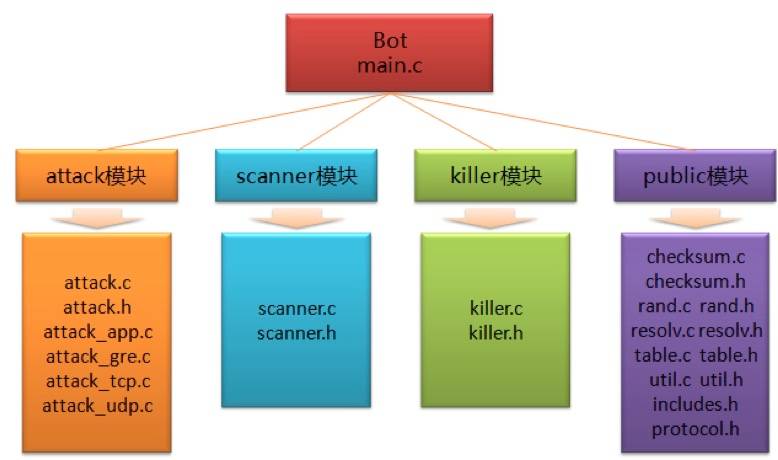 Bot
main.c
attack模块
scanner模块
killer模块
public模块
attack.c
attack.h
attack_app.c
attack_gre.c
attack_tcp.c
attack_udp.c
scanner.c
scanner.h
killer.c
killer.h
checksum.c
checksum.h
rand.c rand.h
resolv.c resolv.h
table.c table.h
util.c util.h
includes.h
protocol.h